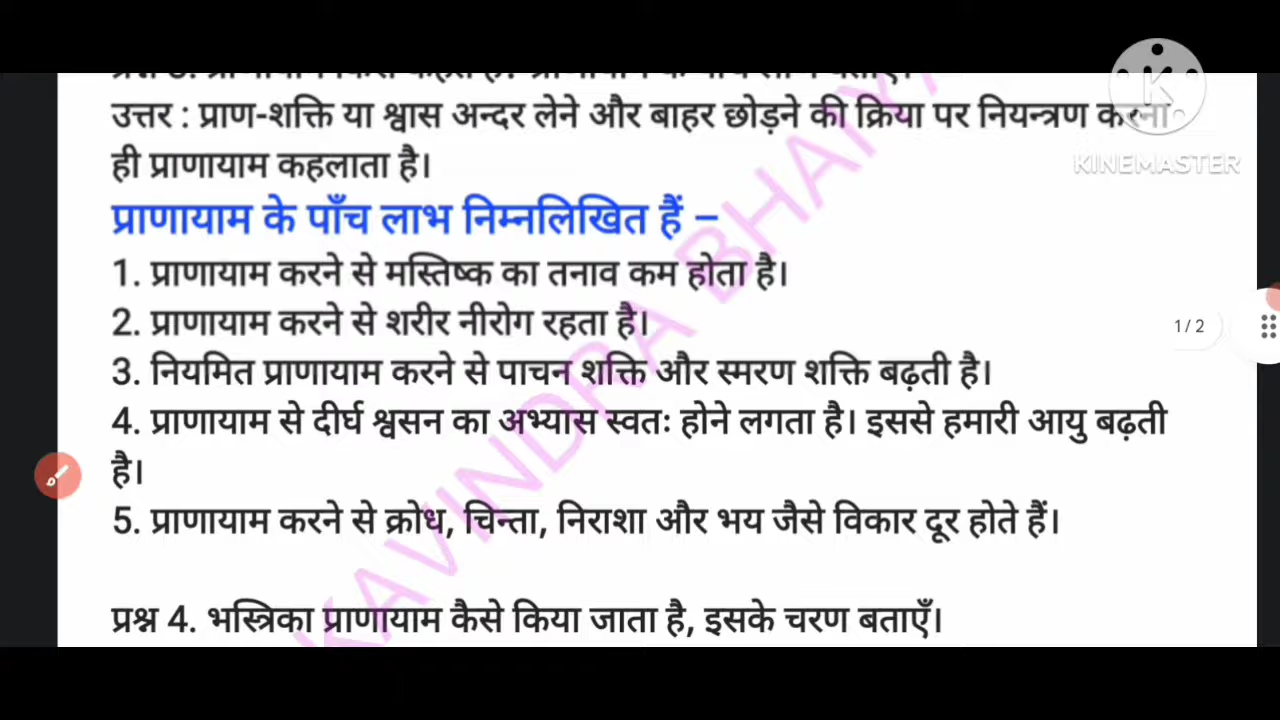 उत्तर : प्राण-शक्ति या श्वास अन्दर लेने और बाहर छोड़ने की क्रिया पर नियन्त्रण करना
ही प्राणायाम कहलाता है।
KINEMASTER
प्राणायाम के पाँच लाभ निम्नलिखित हैं –
1. प्राणायाम करने से मस्तिष्क का तनाव कम होता है।
2. प्राणायाम करने से शरीर नीरोग रहता है।
1 / 2
3. नियमित प्राणायाम करने से पाचन शक्ति और स्मरण शक्ति बढ़ती है।
4. प्राणायाम से दीर्घ श्वसन का अभ्यास स्वतः होने लगता है। इससे हमारी आयु बढ़ती
है।
5. प्राणायाम करने से क्रोध, चिन्ता, निराशा और भय जैसे विकार दूर होते हैं।
प्रश्न 4. भस्त्रिका प्राणायाम कैसे किया जाता है, इसके चरण बताएँ।
KAVINDRA BHAIYA